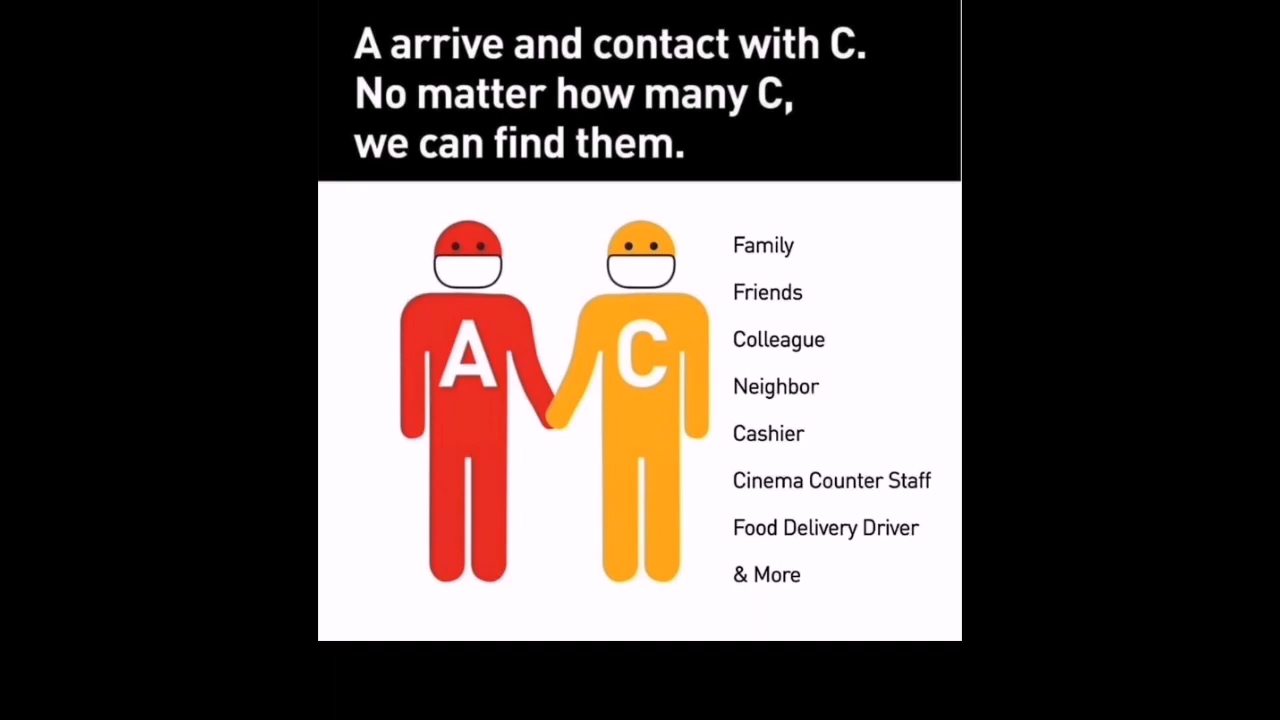 A arrive and contact with C.
No matter how many C,
we can find them.
A
C
Family
Friends
Colleague
Neighbor
Cashier
Cinema Counter Staff
Food Delivery Driver
& More